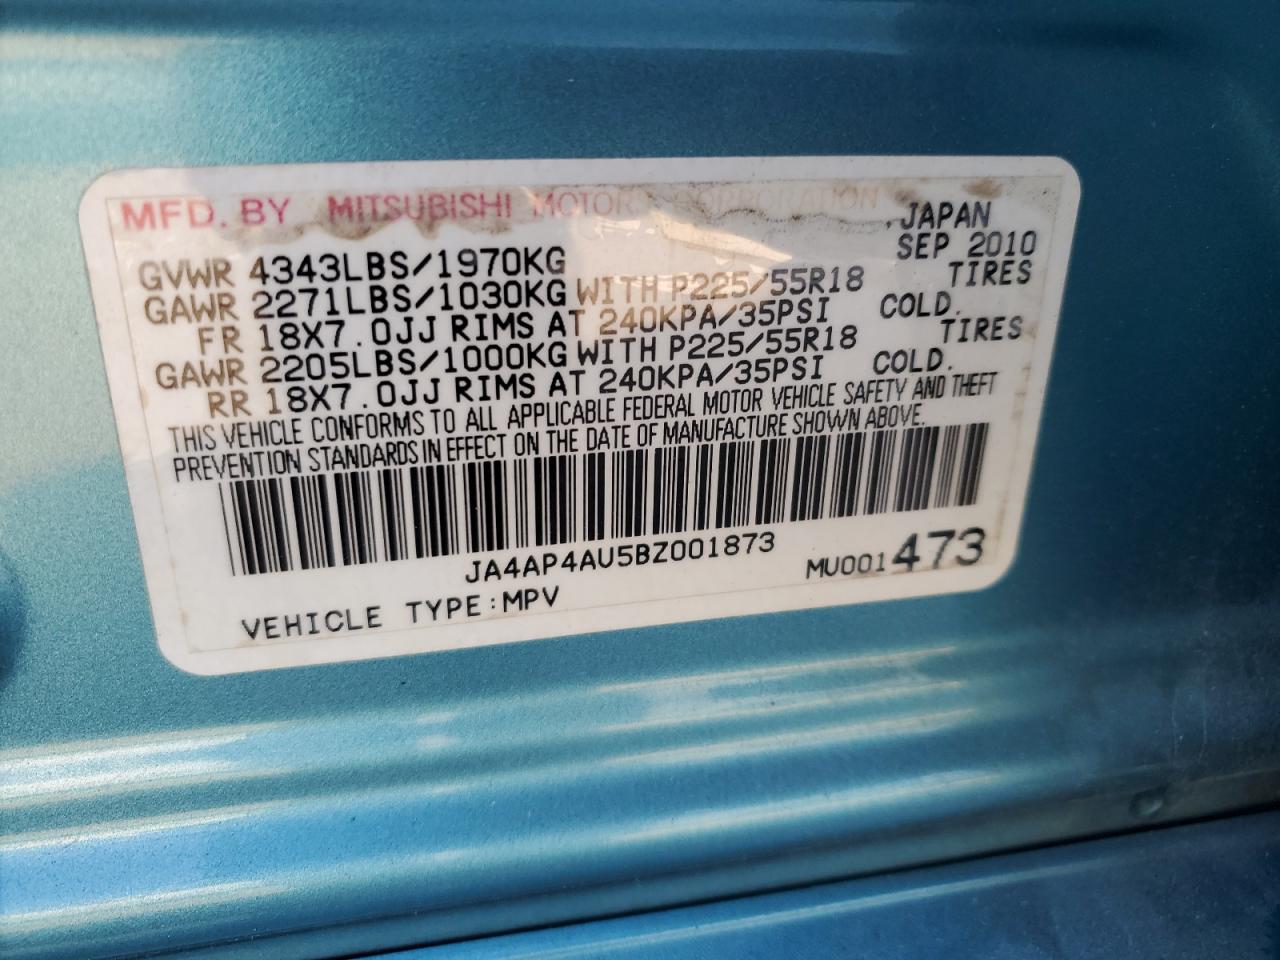 MFD. BY MITSUBISHI MOTORS CORPORATION
JAPAN
SEP 2010
GVWR 4343LBS/1970KG
GAWR 2271LBS/1030KG WITH P225/55R18 TIRES
FR 18X7.0JJ RIMS AT 240KPA/35PSI COLD.
GAWR 2205LBS/1000KG WITH P225/55R18 TIRES
RR 18X7.0JJ RIMS AT 240KPA/35PSI COLD.
THIS VEHICLE CONFORMS TO ALL APPLICABLE FEDERAL MOTOR VEHICLE SAFETY AND THEFT
PREVENTION STANDARDS IN EFFECT ON THE DATE OF MANUFACTURE SHOWN ABOVE.
JA4AP4AU5BZ001873
MU001473
VEHICLE TYPE:MPV